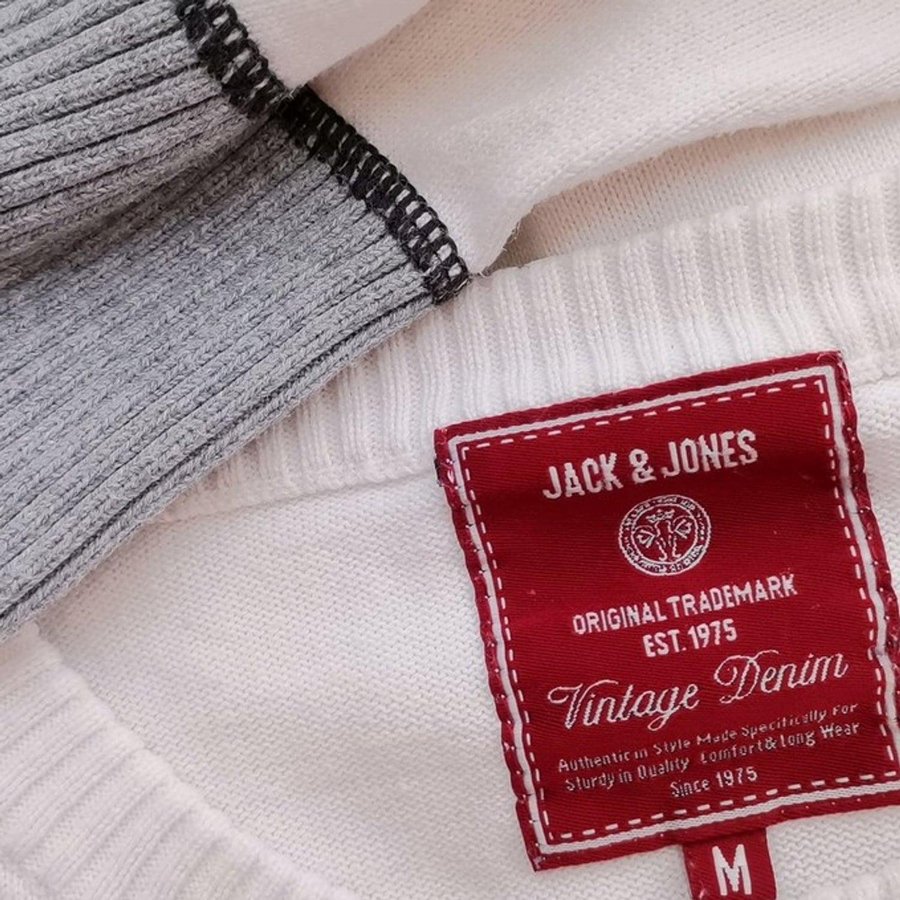 JACK & JONES
ORIGINAL TRADEMARK
EST. 1975
Vintage Denim
Authentic in Style Made Specifically For
Sturdy in Quality Comfort & Long Wear
Since 1975
M